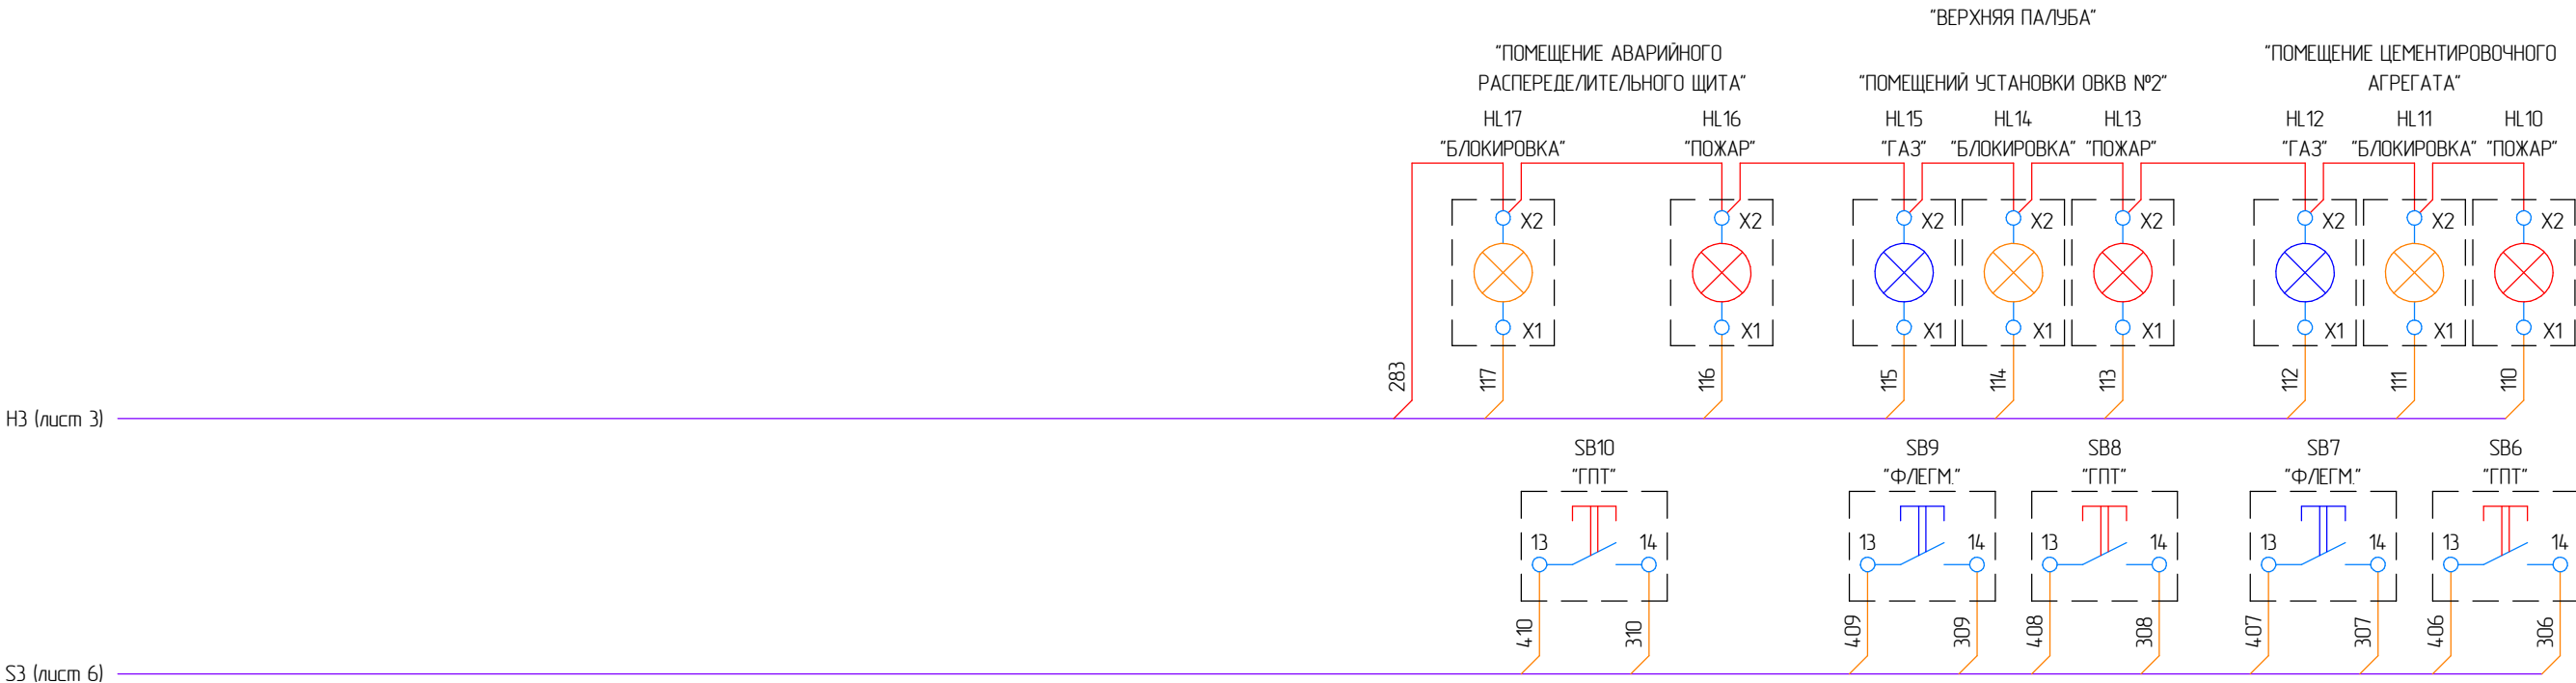 "ВЕРХНЯЯ ПАЛУБА"
"ПОМЕЩЕНИЕ АВАРИЙНОГО
РАСПЕРЕДЕЛИТЕЛЬНОГО ЩИТА"
"ПОМЕЩЕНИЙ УСТАНОВКИ ОВКВ №2"
"ПОМЕЩЕНИЕ ЦЕМЕНТИРОВОЧНОГО
АГРЕГАТА"
HL17
"БЛОКИРОВКА"
HL16
"ПОЖАР"
HL15
"ГАЗ"
HL14
"БЛОКИРОВКА"
HL13
"ПОЖАР"
HL12
"ГАЗ"
HL11
"БЛОКИРОВКА"
HL10
"ПОЖАР"
X2
X2
X2
X2
X2
X2
X2
X2
X1
X1
X1
X1
X1
X1
X1
X1
283
117
116
115
114
113
112
111
110
H3 (лист 3)
SB10
"ГПТ"
SB9
"ФЛЕГМ."
SB8
"ГПТ"
SB7
"ФЛЕГМ."
SB6
"ГПТ"
13
14
13
14
13
14
13
14
13
14
410
310
409
309
408
308
407
307
406
306
S3 (лист 6)